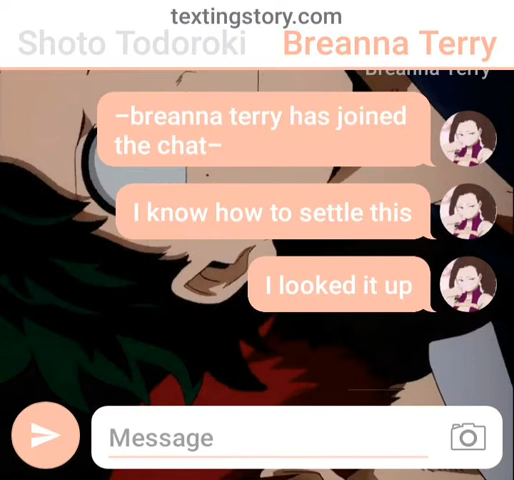 textingstory.com
Shoto Todoroki Breanna Terry
Breanna Terry
–breanna terry has joined
the chat–
I know how to settle this
I looked it up
Message